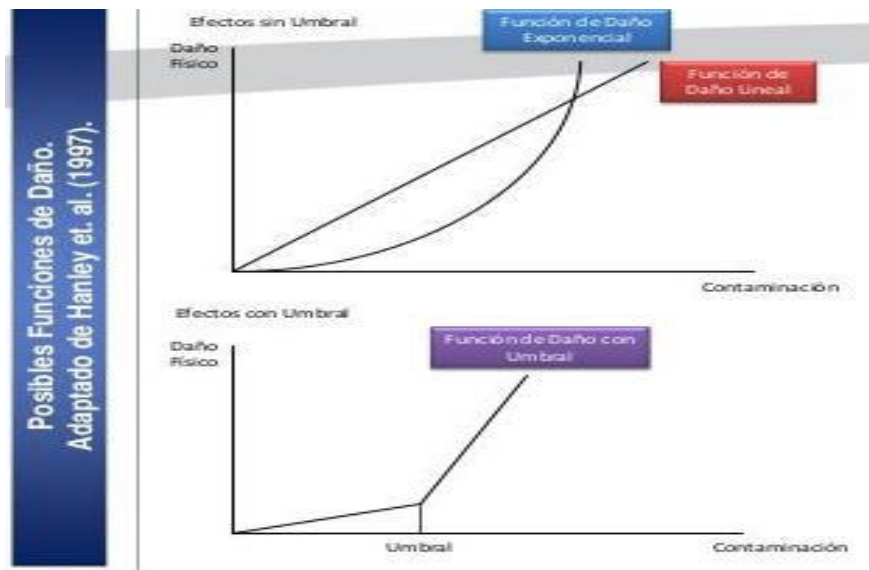 Posibles Funciones de Daño.
Adaptado de Hanley et. al. (1997).
Efectos sin Umbral
Función de Daño
Exponencial
Daño
Físico
Función de
Daño Lineal
Contaminación
Efectos con Umbral
Función de Daño con
Umbral
Daño
Físico
Umbral
Contaminación